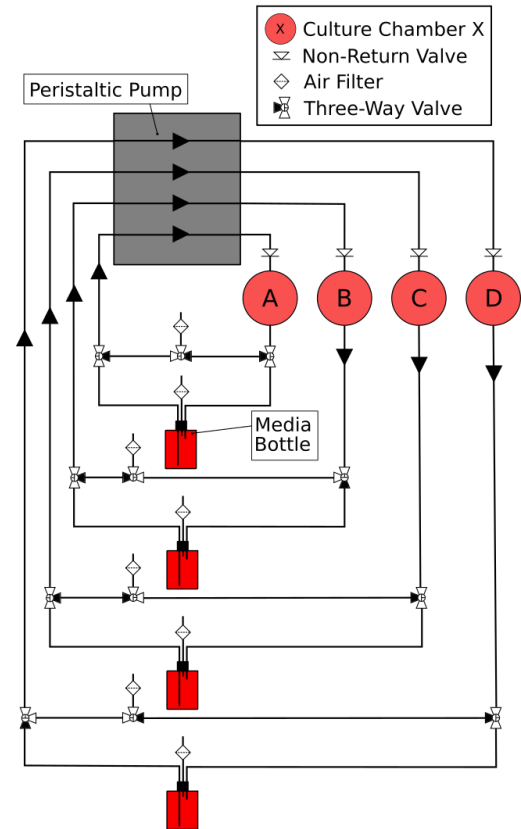 X Culture Chamber X
Non-Return Valve
Air Filter
Three-Way Valve
Peristaltic Pump
A B C D
Media
Bottle